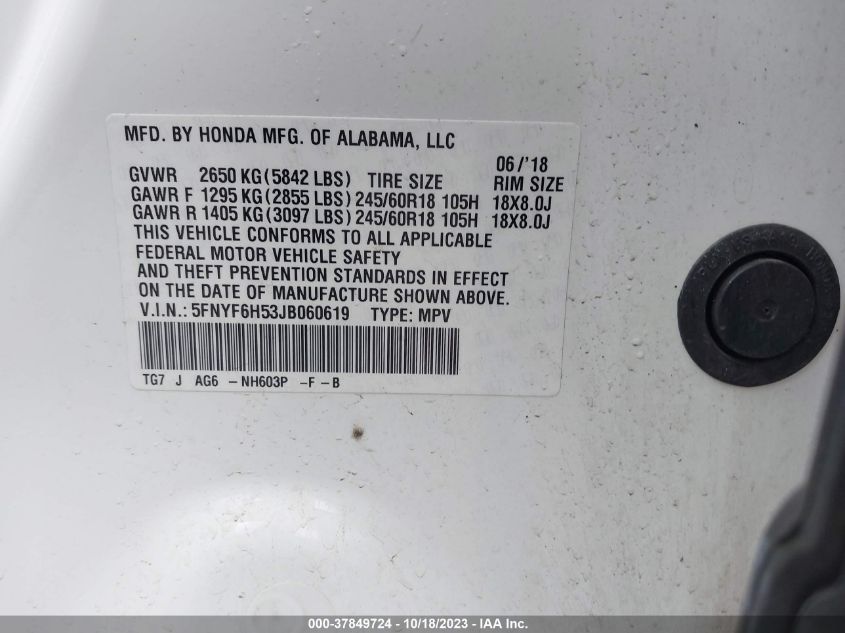 MFD. BY HONDA MFG. OF ALABAMA, LLC
06/'18
GVWR 2650 KG(5842 LBS) TIRE SIZE RIM SIZE
GAWR F 1295 KG(2855 LBS)245/60R18 105H 18X8.0J
GAWR R 1405 KG(3097 LBS)245/60R18 105H 18X8.0J
THIS VEHICLE CONFORMS TO ALL APPLICABLE
FEDERAL MOTOR VEHICLE SAFETY
AND THEFT PREVENTION STANDARDS IN EFFECT
ON THE DATE OF MANUFACTURE SHOWN ABOVE.
V.I.N.: 5FNYF6H53JB060619 TYPE: MPV
TG7 J AG6 -NH603P -F -B
000-37849724 - 10/18/2023 - IAA Inc.